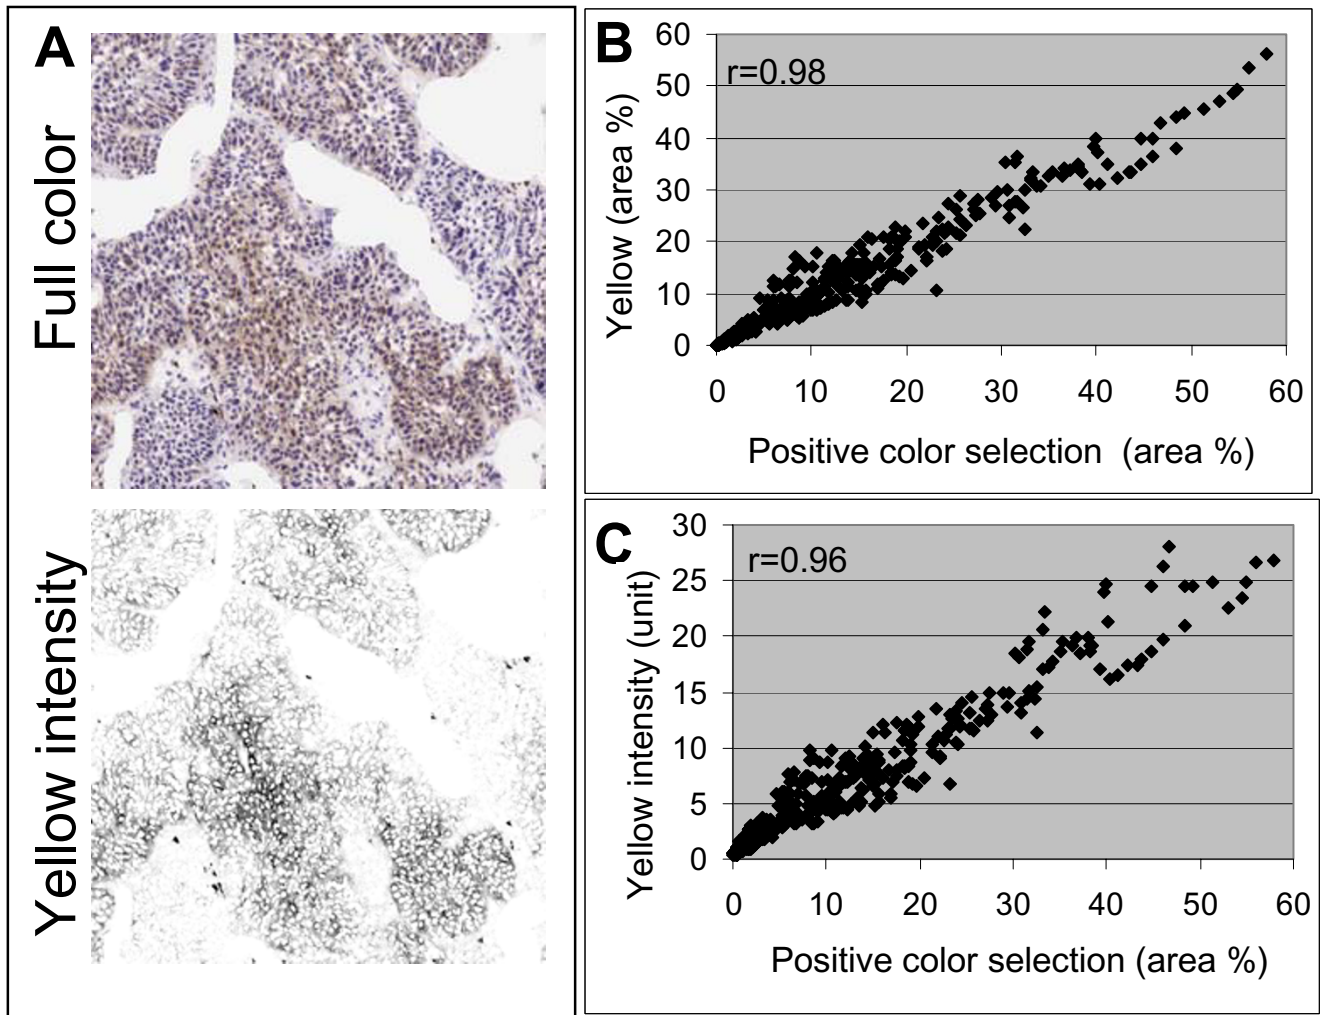 A
Full color
Yellow intensity
B
r=0.98
Yellow (area %)
60
50
40
30
20
10
0
0 10 20 30 40 50 60
Positive color selection (area %)
C
r=0.96
Yellow intensity (unit)
30
25
20
15
10
5
0
0 10 20 30 40 50 60
Positive color selection (area %)